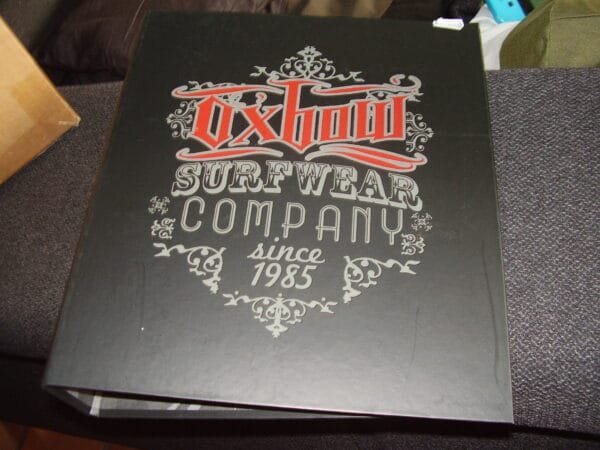 oxbow
SURFWEAR
COMPANY
since
1985